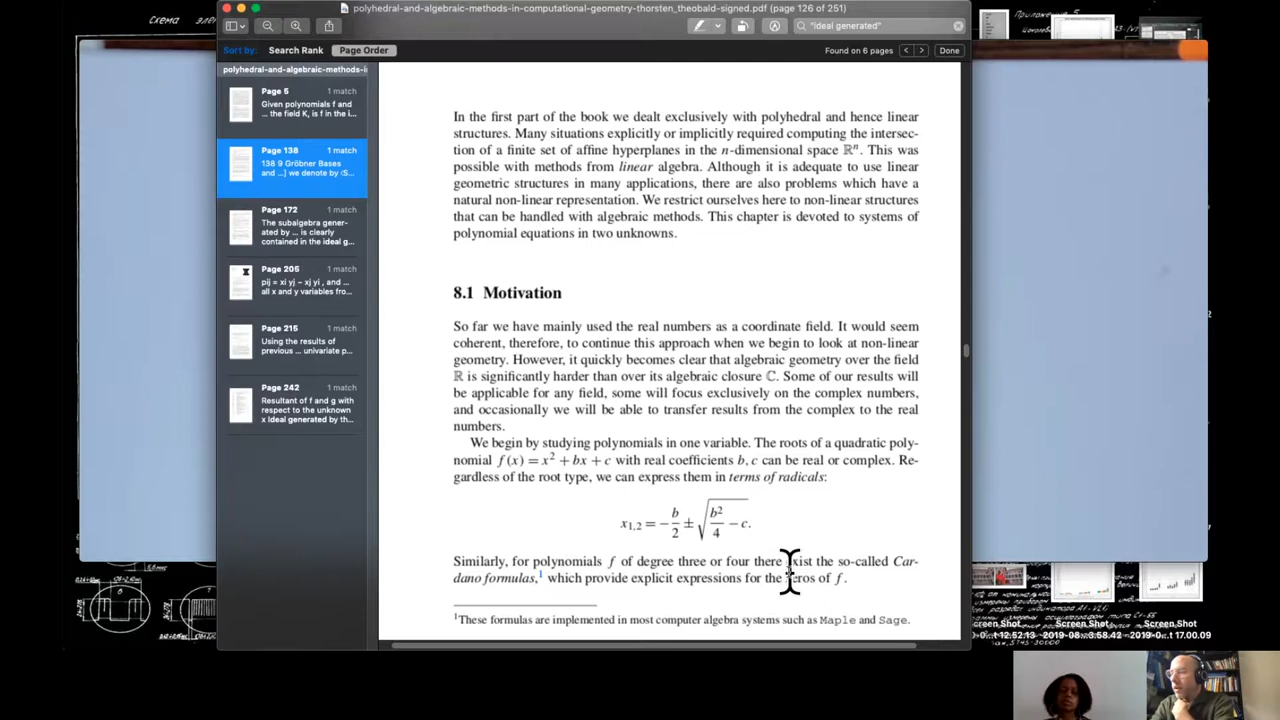 Схема
polyhedral-and-algebraic-methods-in-computational-geometry-thorsten_theobald-signed.pdf (page 126 of 251)
"Ideal generated"
Sort by: Search Rank Page Order
Found on 6 pages
Done
polyhedral-and-algebraic-methods-i
Page 5 1 match
Given polynomials f and
... the field K, is f in the i...
Page 138 1 match
138 9 Gröbner Bases
and ...] we denote by ‹S...
Page 172 1 match
The subalgebra gener-
ated by ... is clearly
contained in the ideal g...
Page 205 1 match
pij = xi yj − xj yi , and ...
all x and y variables fro...
Page 215 1 match
Using the results of
previous ... univariate p...
Page 242 1 match
Resultant of f and g with
respect to the unknown
x Ideal generated by th...
In the first part of the book we dealt exclusively with polyhedral and hence linear
structures. Many situations explicitly or implicitly required computing the intersec-
tion of a finite set of affine hyperplanes in the n-dimensional space ℝⁿ. This was
possible with methods from linear algebra. Although it is adequate to use linear
geometric structures in many applications, there are also problems which have a
natural non-linear representation. We restrict ourselves here to non-linear structures
that can be handled with algebraic methods. This chapter is devoted to systems of
polynomial equations in two unknowns.
8.1 Motivation
So far we have mainly used the real numbers as a coordinate field. It would seem
coherent, therefore, to continue this approach when we begin to look at non-linear
geometry. However, it quickly becomes clear that algebraic geometry over the field
ℝ is significantly harder than over its algebraic closure ℂ. Some of our results will
be applicable for any field, some will focus exclusively on the complex numbers,
and occasionally we will be able to transfer results from the complex to the real
numbers.
We begin by studying polynomials in one variable. The roots of a quadratic poly-
nomial f(x) = x² + bx + c with real coefficients b, c can be real or complex. Re-
gardless of the root type, we can express them in terms of radicals:
x₁,₂ = −b/2 ± √(b²/4 − c).
Similarly, for polynomials f of degree three or four there exist the so-called Car-
dano formulas,¹ which provide explicit expressions for the zeros of f.
¹These formulas are implemented in most computer algebra systems such as Maple and Sage.
Приложение 5
Screen Shot
Screen Shot
Screen Shot
2019-0...t 17.00.09